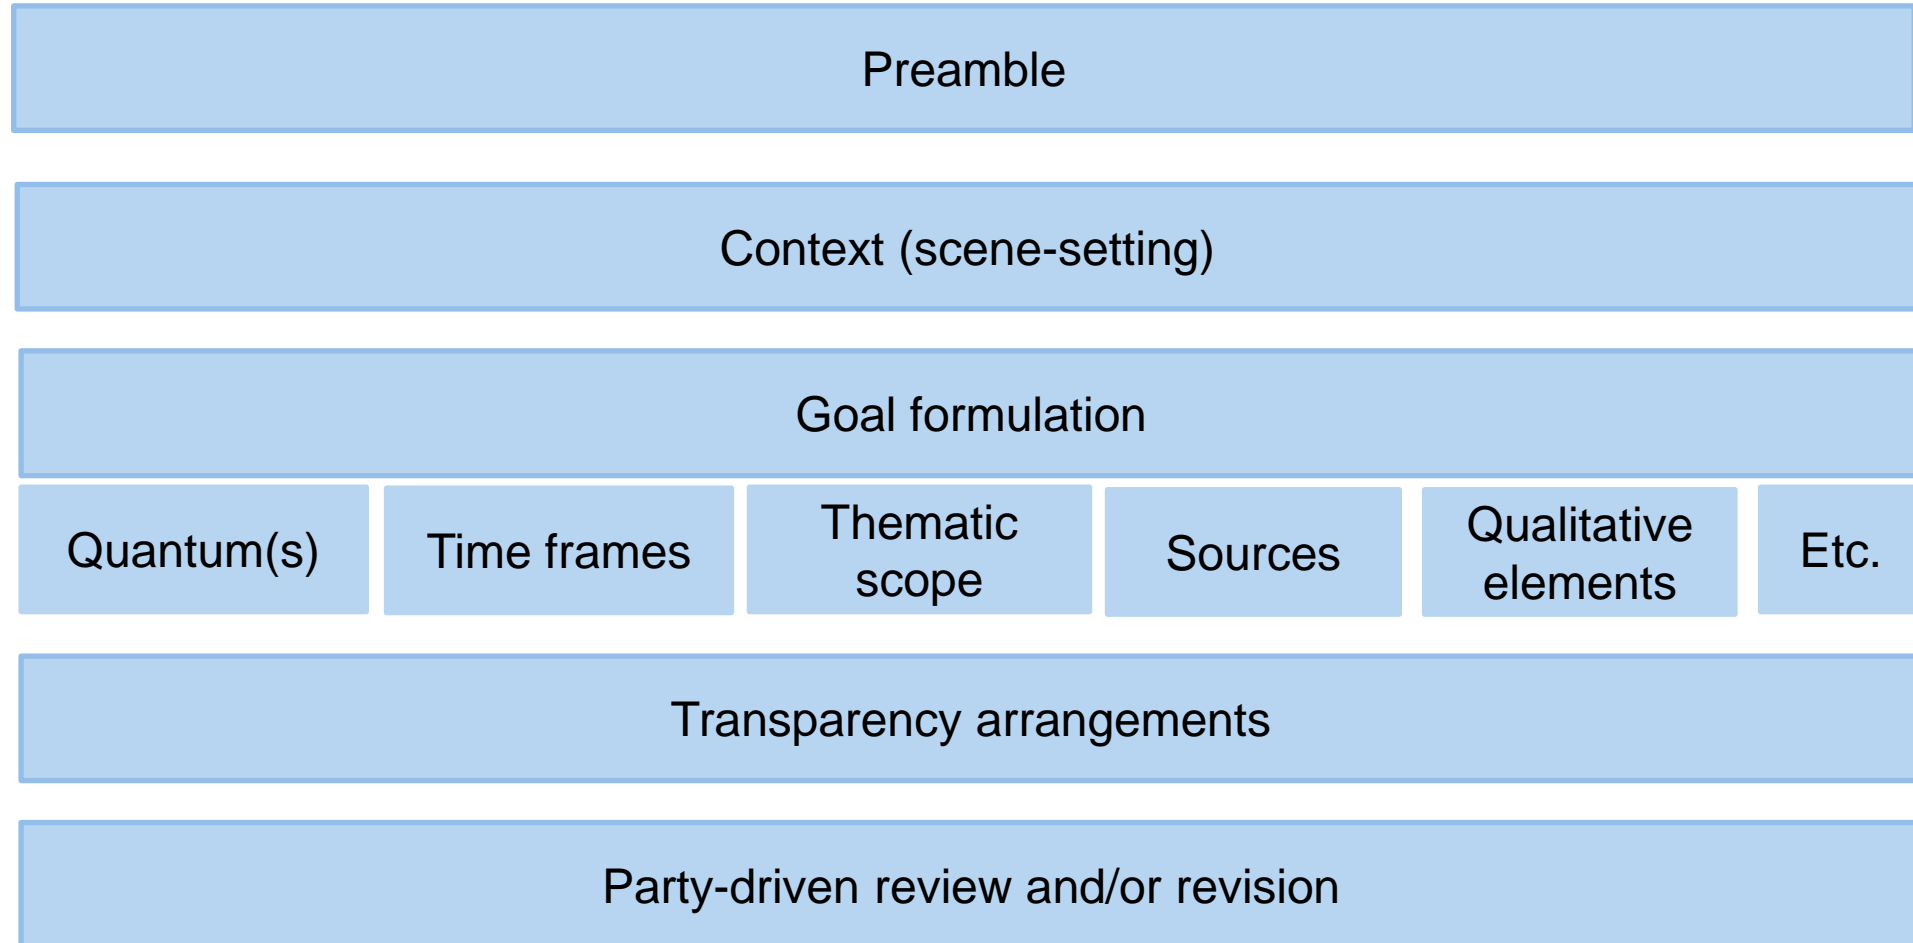 Preamble
Context (scene-setting)
Goal formulation
Quantum(s)
Time frames
Thematic
scope
Sources
Qualitative
elements
Etc.
Transparency arrangements
Party-driven review and/or revision